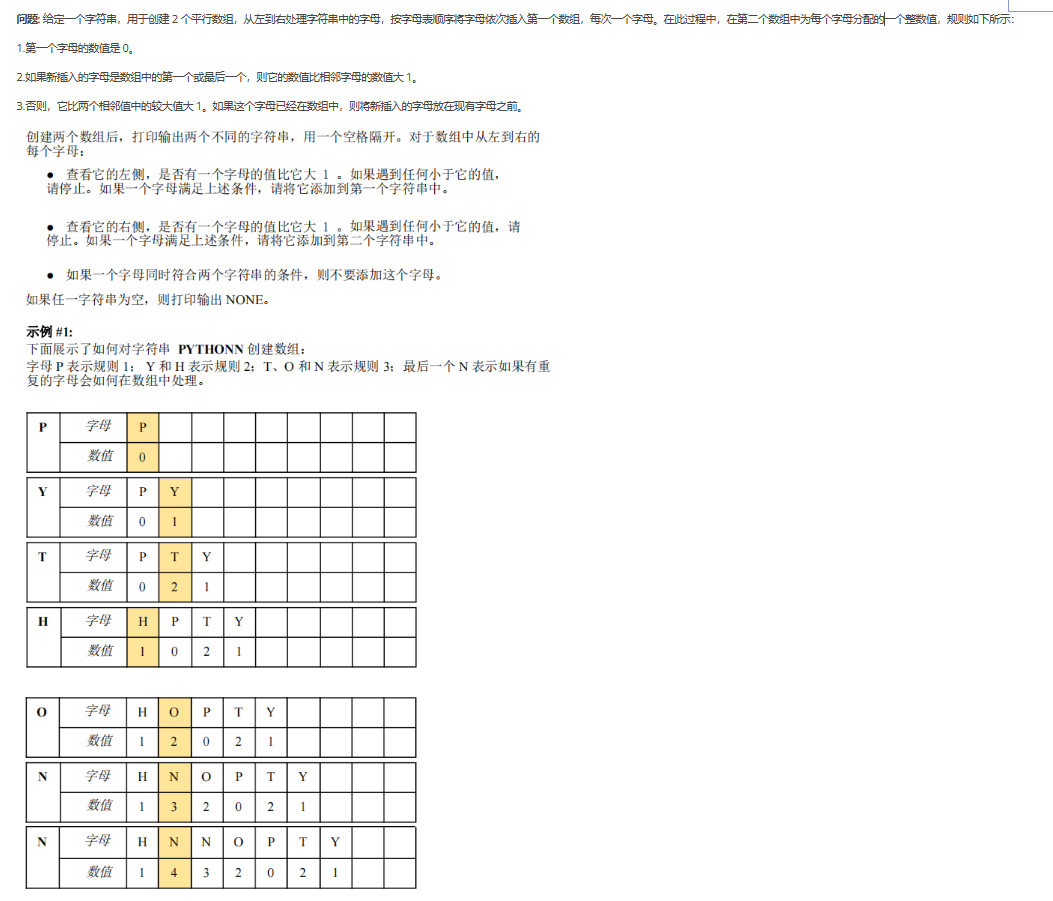 问题: 给定一个字符串，用于创建 2 个平行数组，从左到右处理字符串中的字母，按字母表顺序将字母依次插入第一个数组，每次一个字母。在此过程中，在第二个数组中为每个字母分配的一个整数值，规则如下所示：
1.第一个字母的数值是 0。
2.如果新插入的字母是数组中的第一个或最后一个，则它的数值比相邻字母的数值大 1。
3.否则，它比两个相邻值中的较大值大 1。如果这个字母已经在数组中，则将新插入的字母放在现有字母之前。
创建两个数组后，打印输出两个不同的字符串，用一个空格隔开。对于数组中从左到右的
每个字母：
● 查看它的左侧，是否有一个字母的值比它大 1 。如果遇到任何小于它的值，
请停止。如果一个字母满足上述条件，请将它添加到第一个字符串中。
● 查看它的右侧，是否有一个字母的值比它大 1 。如果遇到任何小于它的值，请
停止。如果一个字母满足上述条件，请将它添加到第二个字符串中。
● 如果一个字母同时符合两个字符串的条件，则不要添加这个字母。
如果任一字符串为空，则打印输出 NONE。
示例 #1:
下面展示了如何对字符串 PYTHONN 创建数组：
字母 P 表示规则 1； Y 和 H 表示规则 2；T、O 和 N 表示规则 3；最后一个 N 表示如果有重
复的字母会如何在数组中处理。
P 字母 P
数值 0
Y 字母 P Y
数值 0 1
T 字母 P T Y
数值 0 2 1
H 字母 H P T Y
数值 1 0 2 1
O 字母 H O P T Y
数值 1 2 0 2 1
N 字母 H N O P T Y
数值 1 3 2 0 2 1
N 字母 H N N O P T Y
数值 1 4 3 2 0 2 1